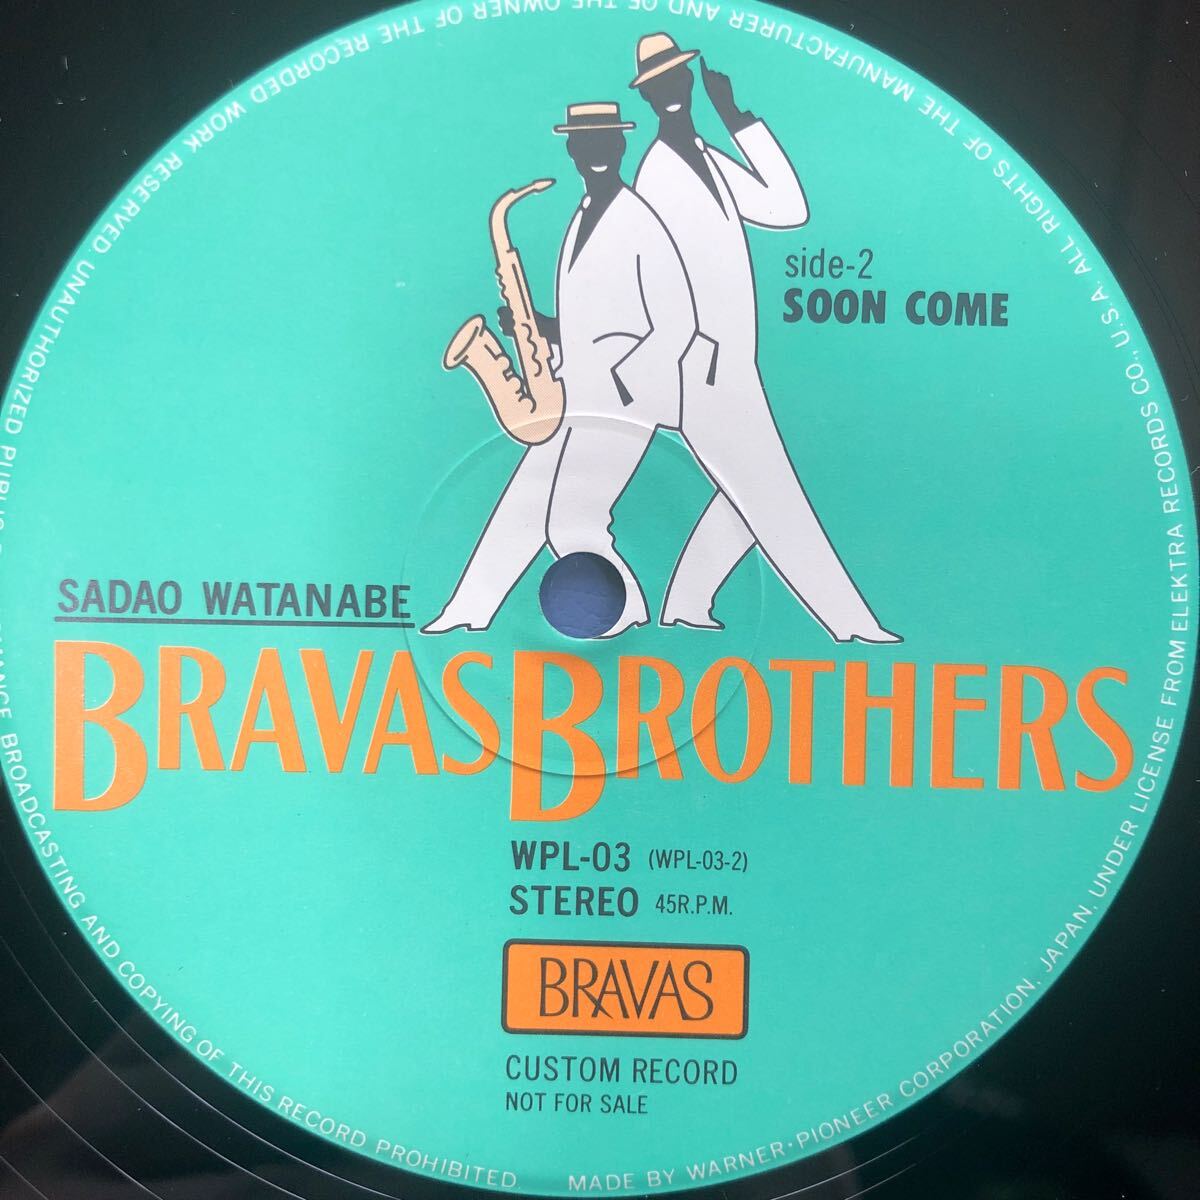 side-2
SOON COME
SADAO WATANABE
BRAVAS BROTHERS
WPL-03 (WPL-03-2)
STEREO 45R.P.M.
BRAVAS
CUSTOM RECORD
NOT FOR SALE
ALL RIGHTS OF THE MANUFACTURER AND OF THE OWNER OF THE RECORDED WORK RESERVED. UNAUTHORIZED BROADCASTING AND COPYING OF THIS RECORD PROHIBITED.
MADE BY WARNER·PIONEER CORPORATION, JAPAN, UNDER LICENSE FROM ELEKTRA RECORDS CO., U.S.A.